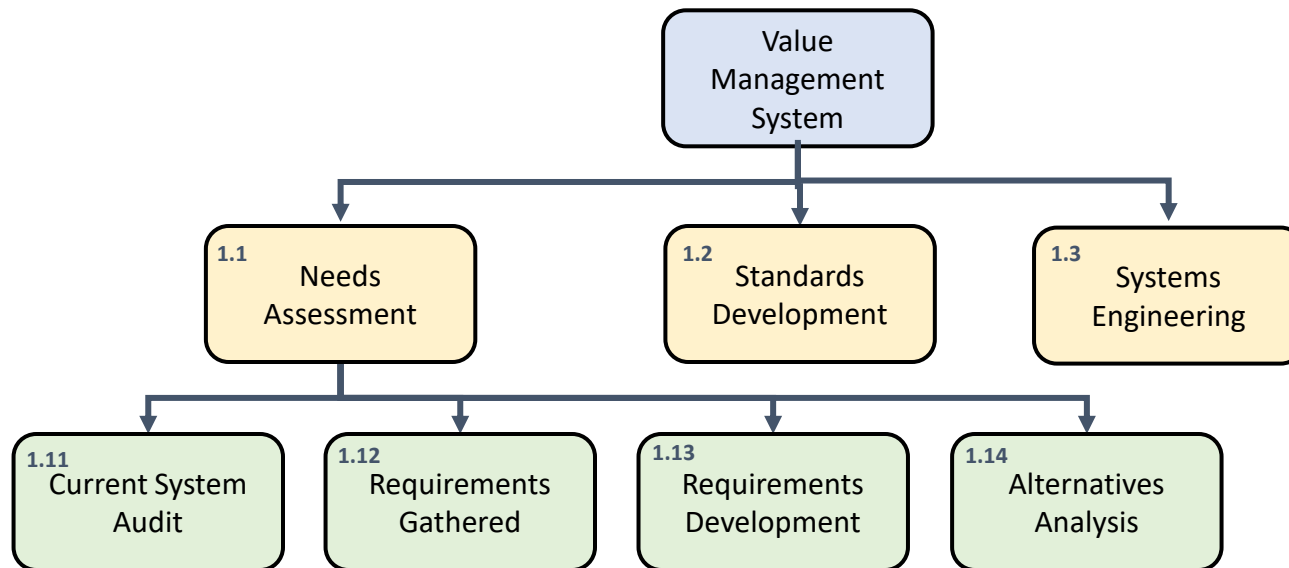 Value
Management
System
1.1
Needs
Assessment
1.2
Standards
Development
1.3
Systems
Engineering
1.11
Current System
Audit
1.12
Requirements
Gathered
1.13
Requirements
Development
1.14
Alternatives
Analysis